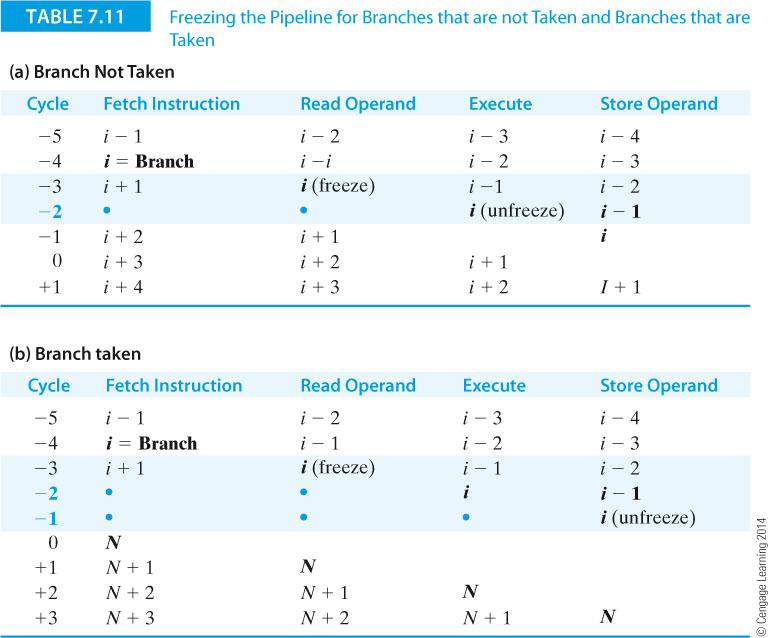 TABLE 7.11 Freezing the Pipeline for Branches that are not Taken and Branches that are
Taken
(a) Branch Not Taken
Cycle Fetch Instruction Read Operand Execute Store Operand
−5 i − 1 i − 2 i − 3 i − 4
−4 i = Branch i −i i − 2 i − 3
−3 i + 1 i (freeze) i −1 i − 2
−2 • • i (unfreeze) i − 1
−1 i + 2 i + 1 i
0 i + 3 i + 2 i + 1
+1 i + 4 i + 3 i + 2 I + 1
(b) Branch taken
Cycle Fetch Instruction Read Operand Execute Store Operand
−5 i − 1 i − 2 i − 3 i − 4
−4 i = Branch i − 1 i − 2 i − 3
−3 i + 1 i (freeze) i − 1 i − 2
−2 • • i i − 1
−1 • • • i (unfreeze)
0 N
+1 N + 1 N
+2 N + 2 N + 1 N
+3 N + 3 N + 2 N + 1 N
© Cengage Learning 2014